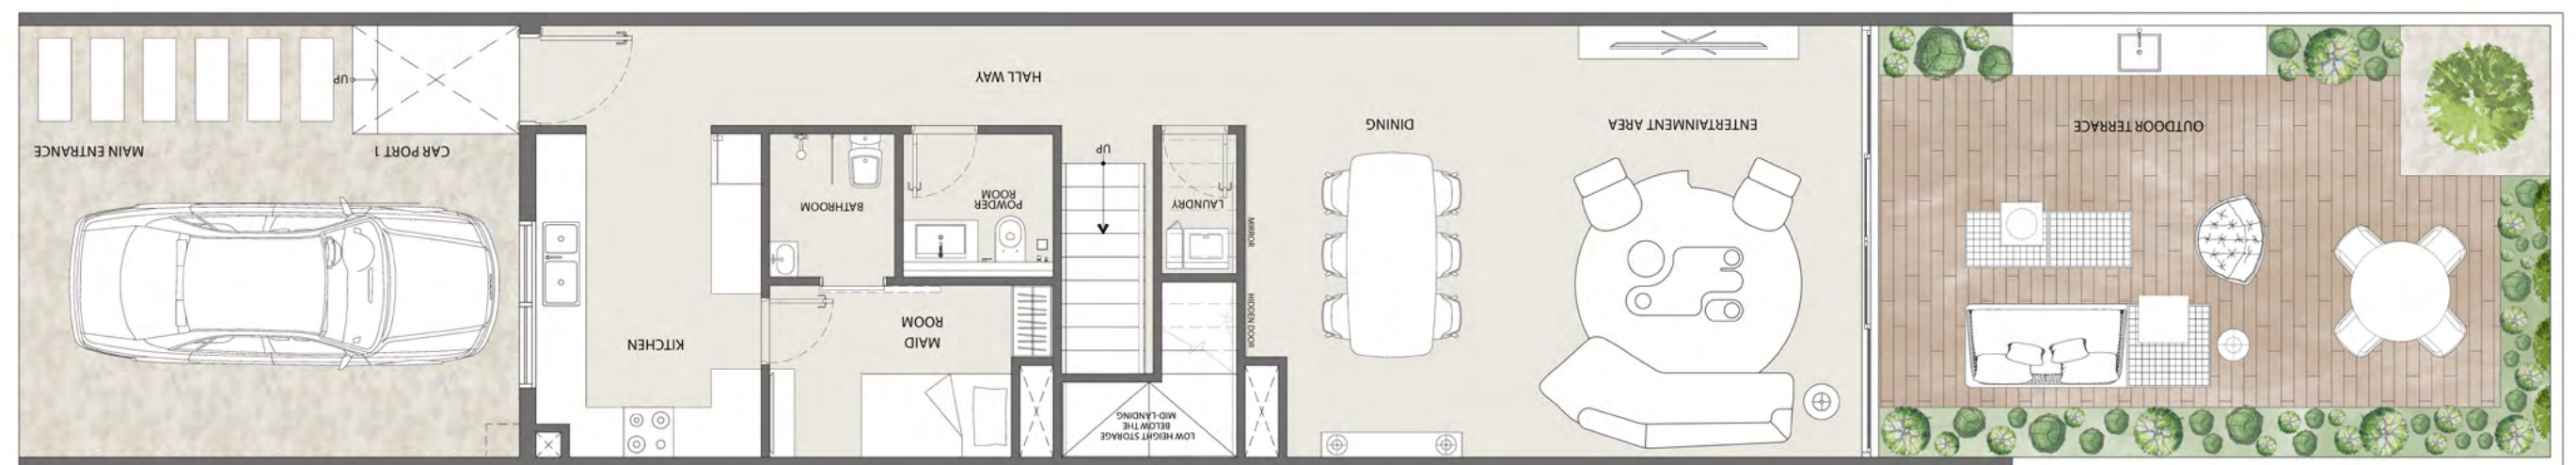 OUTDOOR TERRACE
ENTERTAINMENT AREA
DINING
HIDDEN DOOR
MIRROR
LOW HEIGHT STORAGE
BELOW THE
MID-LANDING
LAUNDRY
UP
HALL WAY
MAID
ROOM
POWDER
ROOM
BATHROOM
KITCHEN
CAR PORT 1
UP
MAIN ENTRANCE